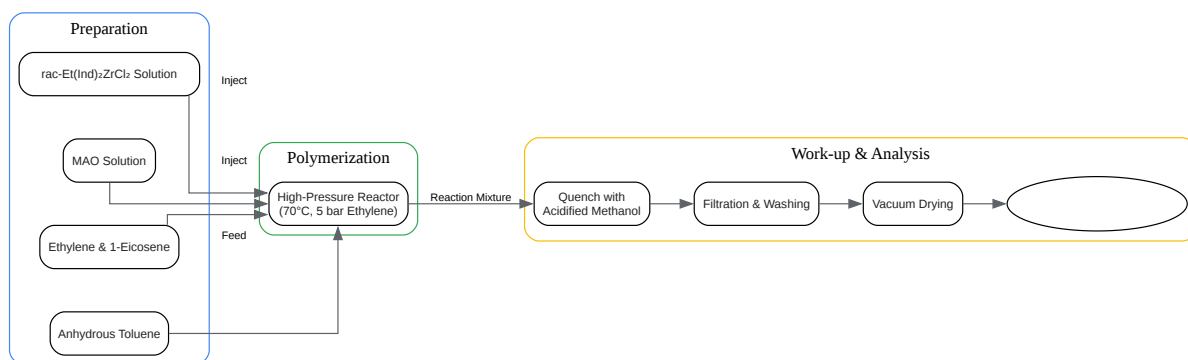 Preparation
rac-Et(Ind)₂ZrCl₂ Solution
Inject
MAO Solution
Inject
Ethylene & 1-Eicosene
Feed
Anhydrous Toluene
Polymerization
High-Pressure Reactor
(70°C, 5 bar Ethylene)
Reaction Mixture
Work-up & Analysis
Quench with
Acidified Methanol
Filtration & Washing
Vacuum Drying